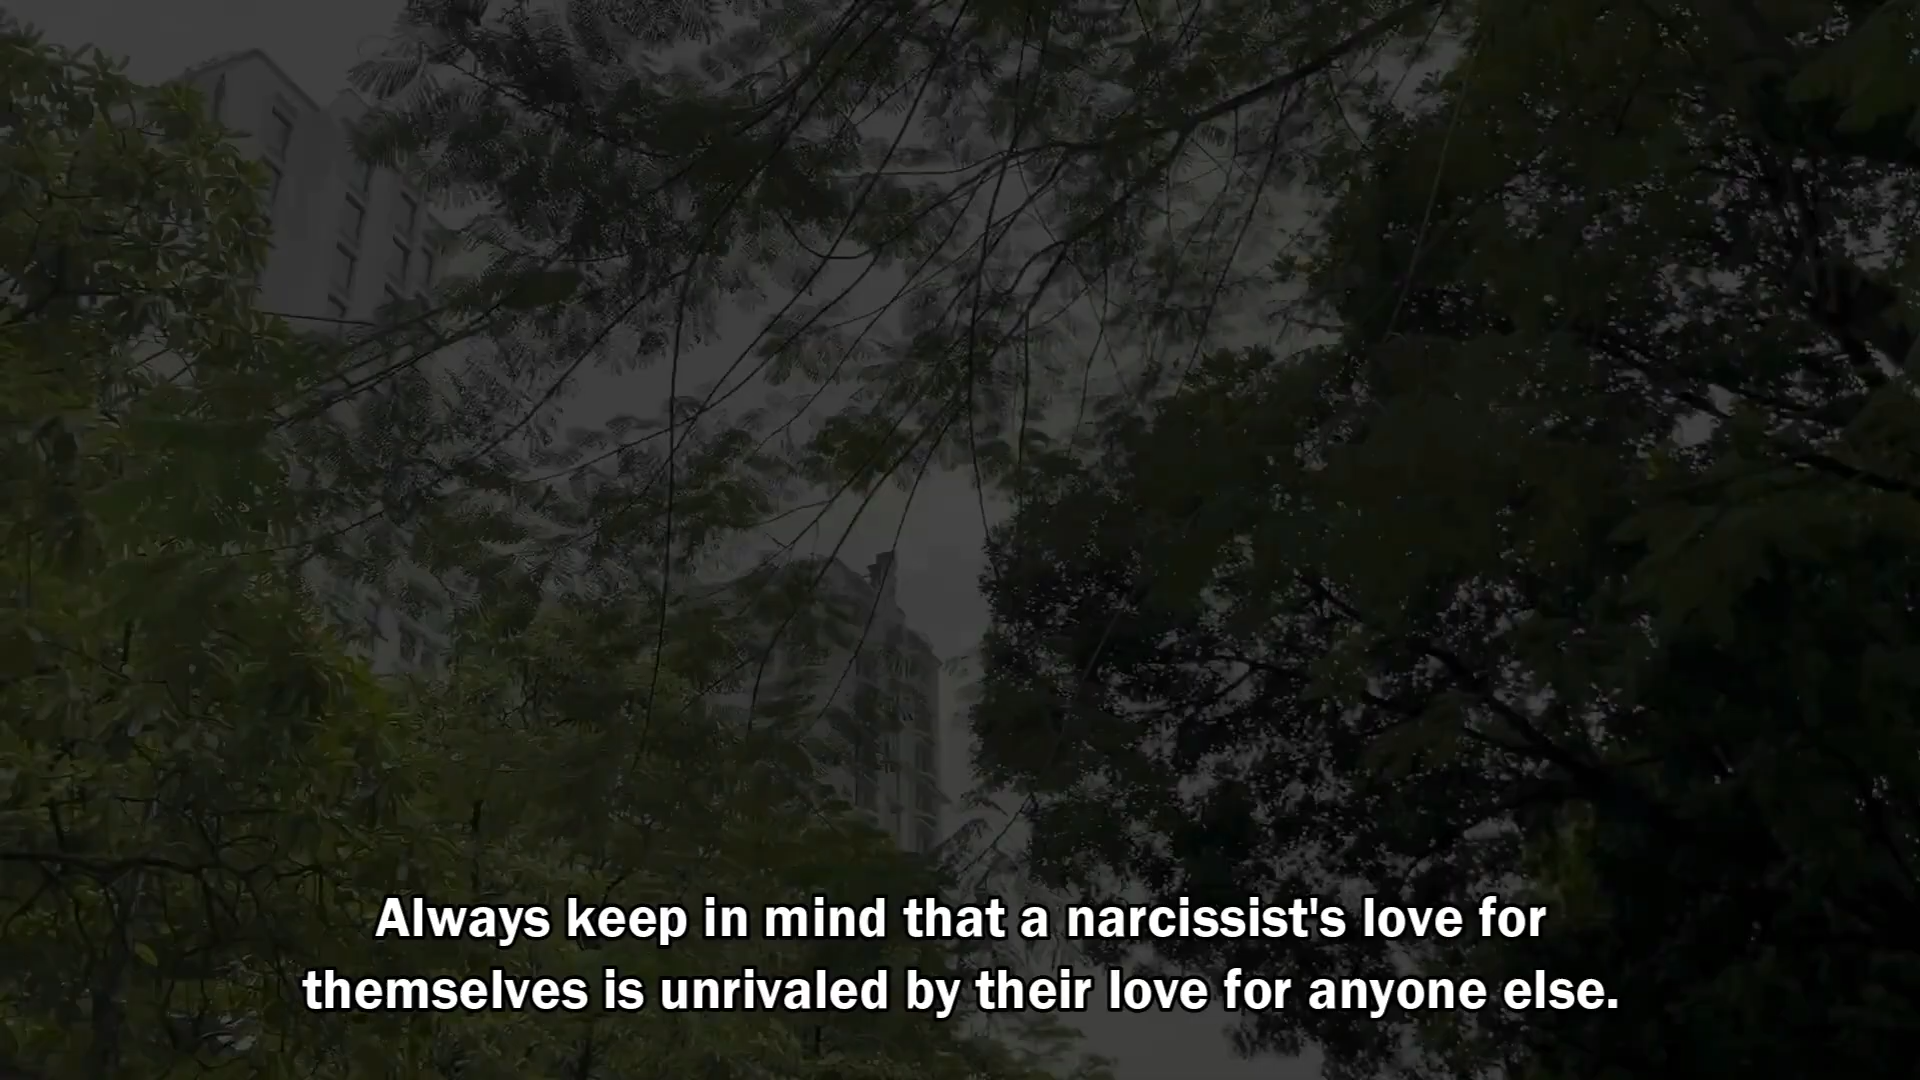 Always keep in mind that a narcissist's love for
themselves is unrivaled by their love for anyone else.